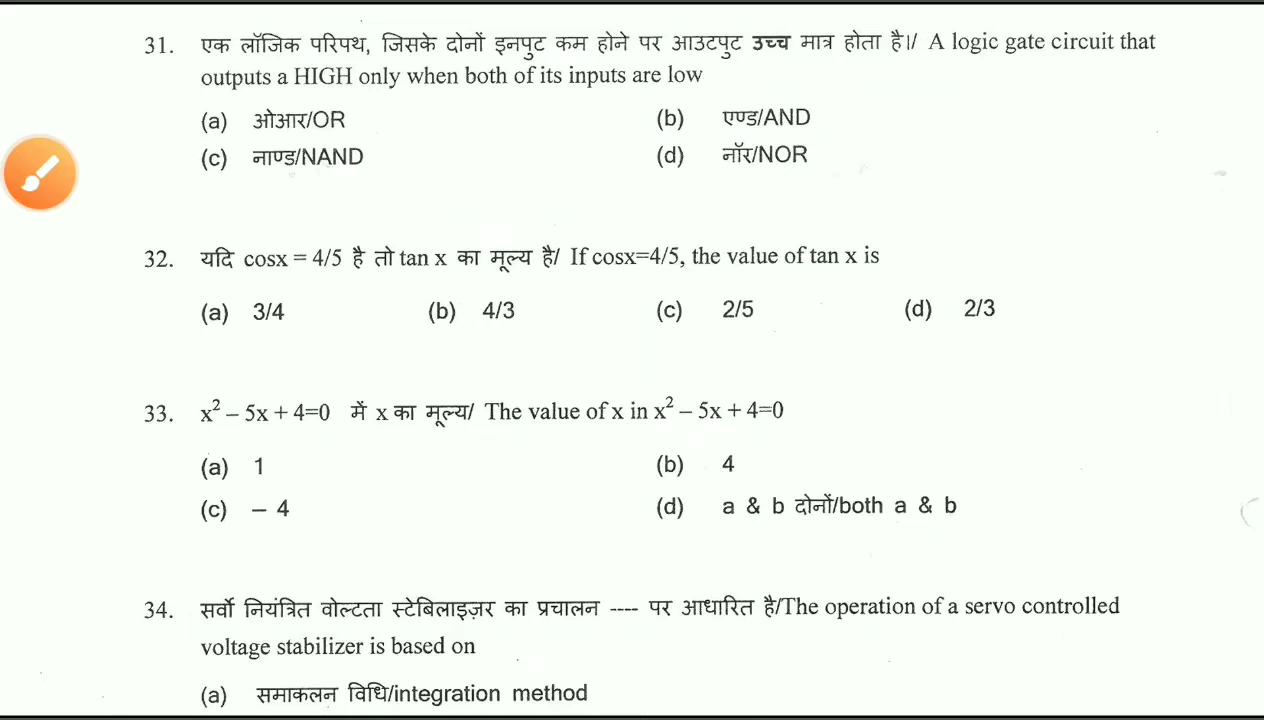 31. एक लॉजिक परिपथ, जिसके दोनों इनपुट कम होने पर आउटपुट उच्च मात्र होता है।/ A logic gate circuit that
outputs a HIGH only when both of its inputs are low
(a) ओआर/OR (b) एण्ड/AND
(c) नाण्ड/NAND (d) नॉर/NOR
32. यदि cosx = 4/5 है तो tan x का मूल्य है/ If cosx=4/5, the value of tan x is
(a) 3/4 (b) 4/3 (c) 2/5 (d) 2/3
33. x² – 5x + 4=0 में x का मूल्य/ The value of x in x² – 5x + 4=0
(a) 1 (b) 4
(c) – 4 (d) a & b दोनों/both a & b
34. सर्वो नियंत्रित वोल्टता स्टेबिलाइज़र का प्रचालन ---- पर आधारित है/The operation of a servo controlled
voltage stabilizer is based on
(a) समाकलन विधि/integration method